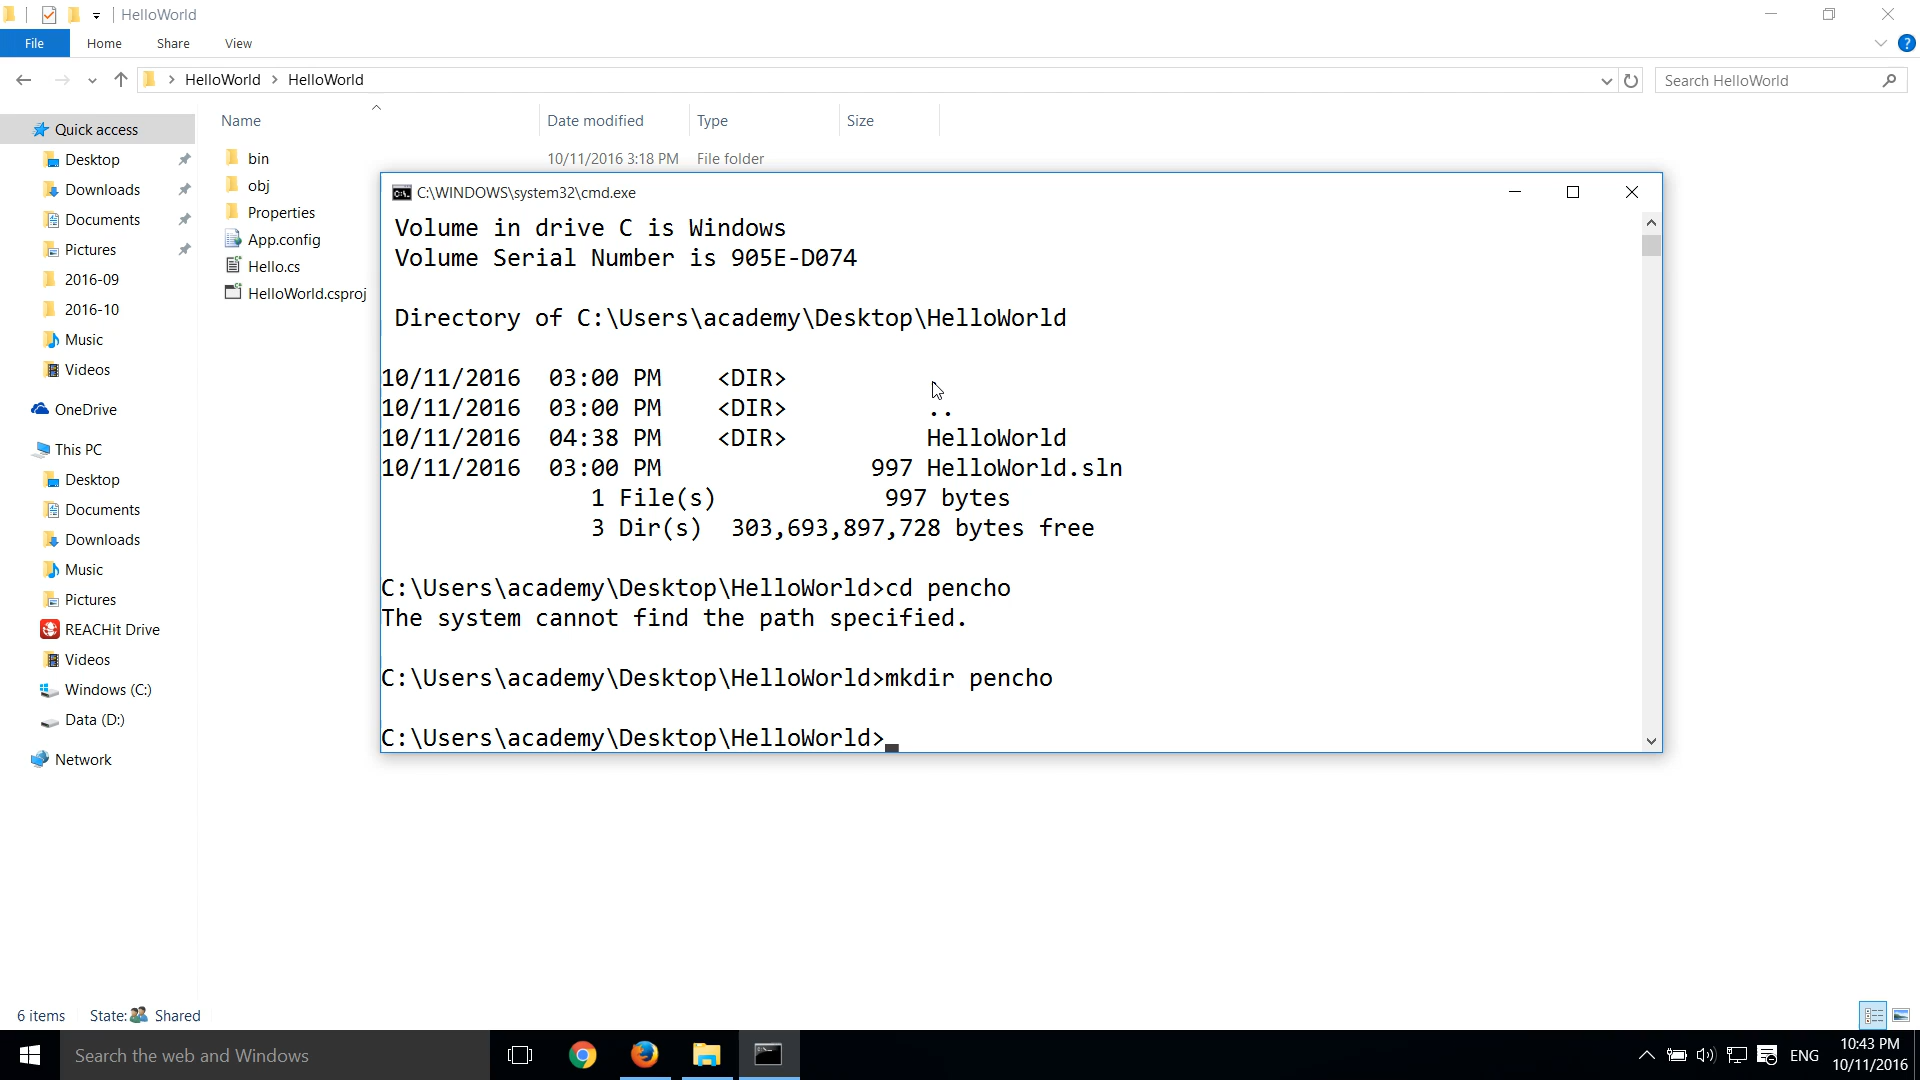 HelloWorld
File Home Share View
HelloWorld HelloWorld Search HelloWorld
Name Date modified Type Size
Quick access
Desktop
Downloads
Documents
Pictures
2016-09
2016-10
Music
Videos
OneDrive
This PC
Desktop
Documents
Downloads
Music
Pictures
REACHit Drive
Videos
Windows (C:)
Data (D:)
Network
bin 10/11/2016 3:18 PM File folder
obj
Properties
App.config
Hello.cs
HelloWorld.csproj
C:\WINDOWS\system32\cmd.exe
Volume in drive C is Windows
Volume Serial Number is 905E-D074
Directory of C:\Users\academy\Desktop\HelloWorld
10/11/2016 03:00 PM <DIR>
10/11/2016 03:00 PM <DIR> ..
10/11/2016 04:38 PM <DIR> HelloWorld
10/11/2016 03:00 PM 997 HelloWorld.sln
1 File(s) 997 bytes
3 Dir(s) 303,693,897,728 bytes free
C:\Users\academy\Desktop\HelloWorld>cd pencho
The system cannot find the path specified.
C:\Users\academy\Desktop\HelloWorld>mkdir pencho
C:\Users\academy\Desktop\HelloWorld>
6 items State: Shared
Search the web and Windows
ENG
10:43 PM
10/11/2016